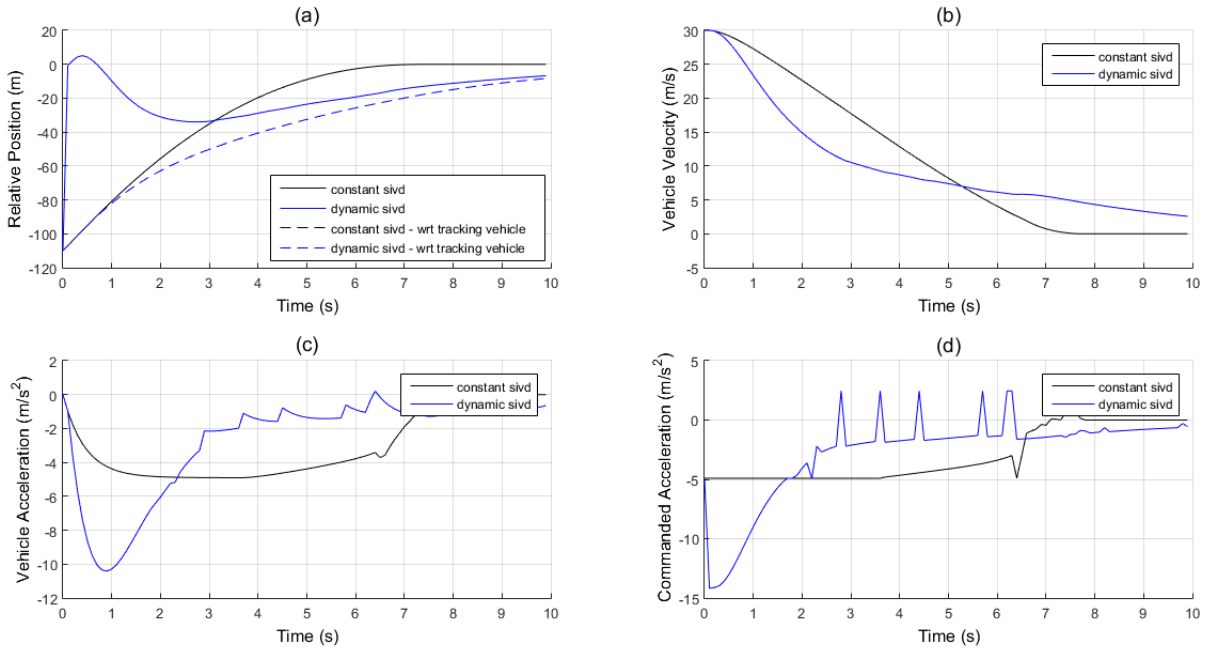 (a)
Relative Position (m)
20
0
-20
-40
-60
-80
-100
-120
constant sivd
dynamic sivd
constant sivd - wrt tracking vehicle
dynamic sivd - wrt tracking vehicle
0 1 2 3 4 5 6 7 8 9 10
Time (s)
(b)
Vehicle Velocity (m/s)
30
25
20
15
10
5
0
-5
constant sivd
dynamic sivd
0 1 2 3 4 5 6 7 8 9 10
Time (s)
(c)
Vehicle Acceleration (m/s²)
2
0
-2
-4
-6
-8
-10
-12
constant sivd
dynamic sivd
0 1 2 3 4 5 6 7 8 9 10
Time (s)
(d)
Commanded Acceleration (m/s²)
5
0
-5
-10
-15
constant sivd
dynamic sivd
0 1 2 3 4 5 6 7 8 9 10
Time (s)